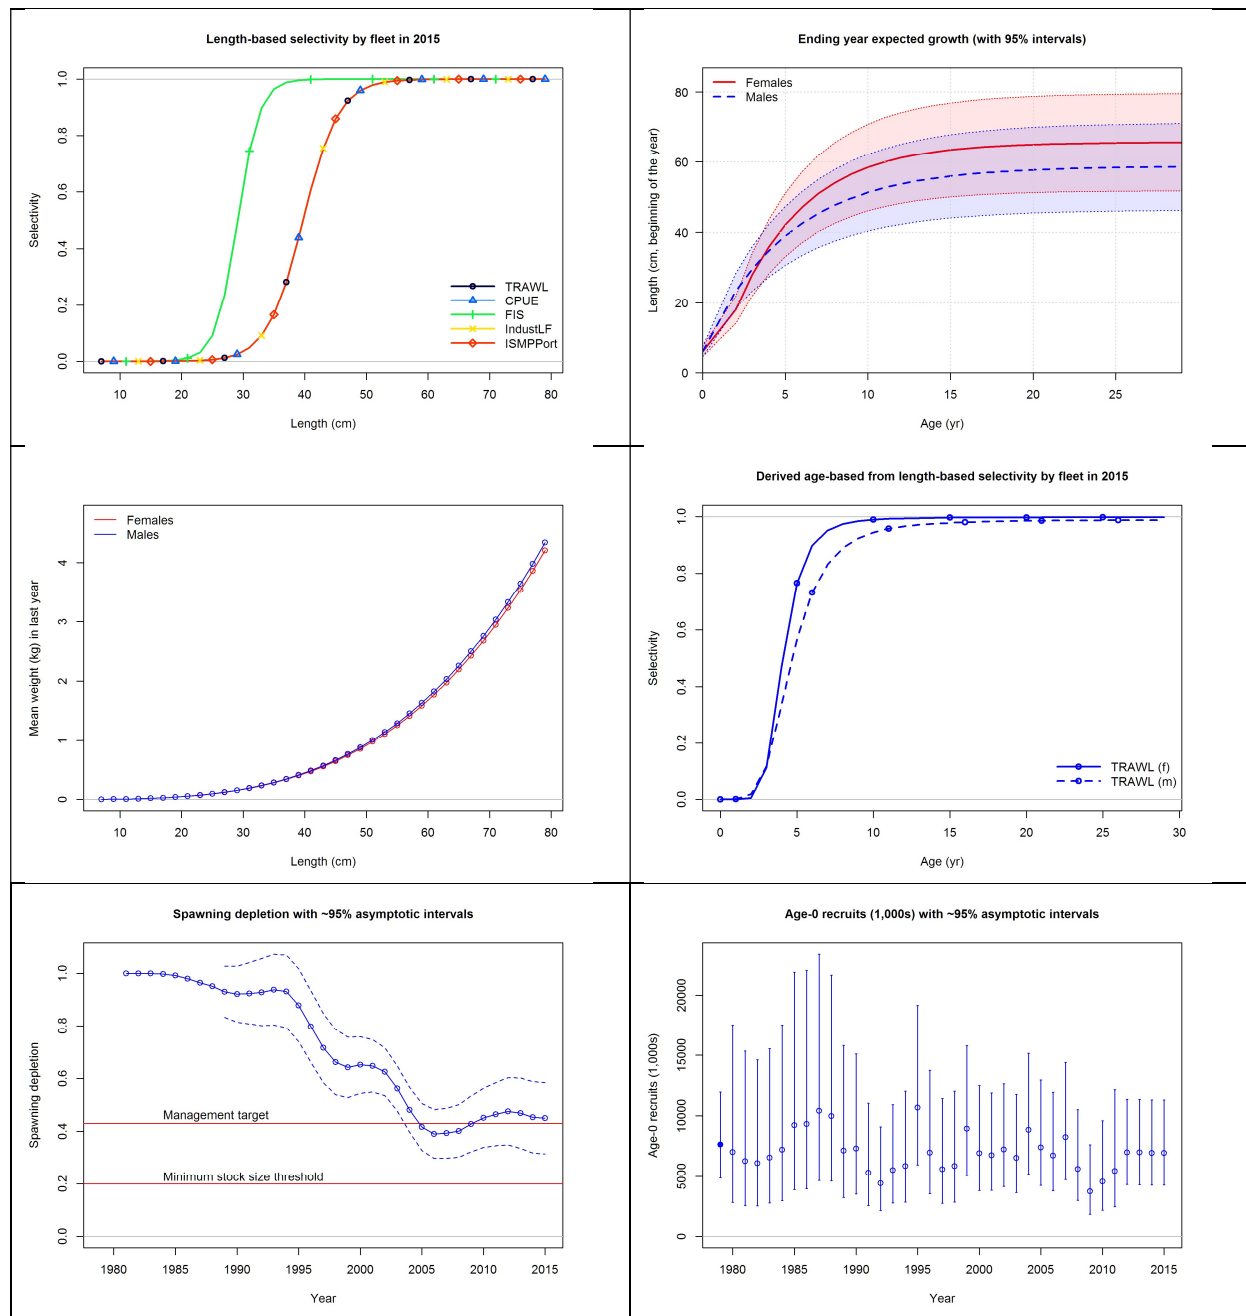 Length-based selectivity by fleet in 2015
Selectivity
0.0 0.2 0.4 0.6 0.8 1.0
TRAWL
CPUE
FIS
IndustLF
ISMPPort
10 20 30 40 50 60 70 80
Length (cm)
Ending year expected growth (with 95% intervals)
Length (cm, beginning of the year)
0 20 40 60 80
Females
Males
0 5 10 15 20 25
Age (yr)
Mean weight (kg) in last year
0 1 2 3 4
Females
Males
10 20 30 40 50 60 70 80
Length (cm)
Derived age-based from length-based selectivity by fleet in 2015
Selectivity
0.0 0.2 0.4 0.6 0.8 1.0
TRAWL (f)
TRAWL (m)
0 5 10 15 20 25 30
Age (yr)
Spawning depletion with ~95% asymptotic intervals
Spawning depletion
0.0 0.2 0.4 0.6 0.8 1.0
Management target
Minimum stock size threshold
1980 1985 1990 1995 2000 2005 2010 2015
Year
Age-0 recruits (1,000s) with ~95% asymptotic intervals
Age-0 recruits (1,000s)
0 5000 10000 15000 20000
1980 1985 1990 1995 2000 2005 2010 2015
Year